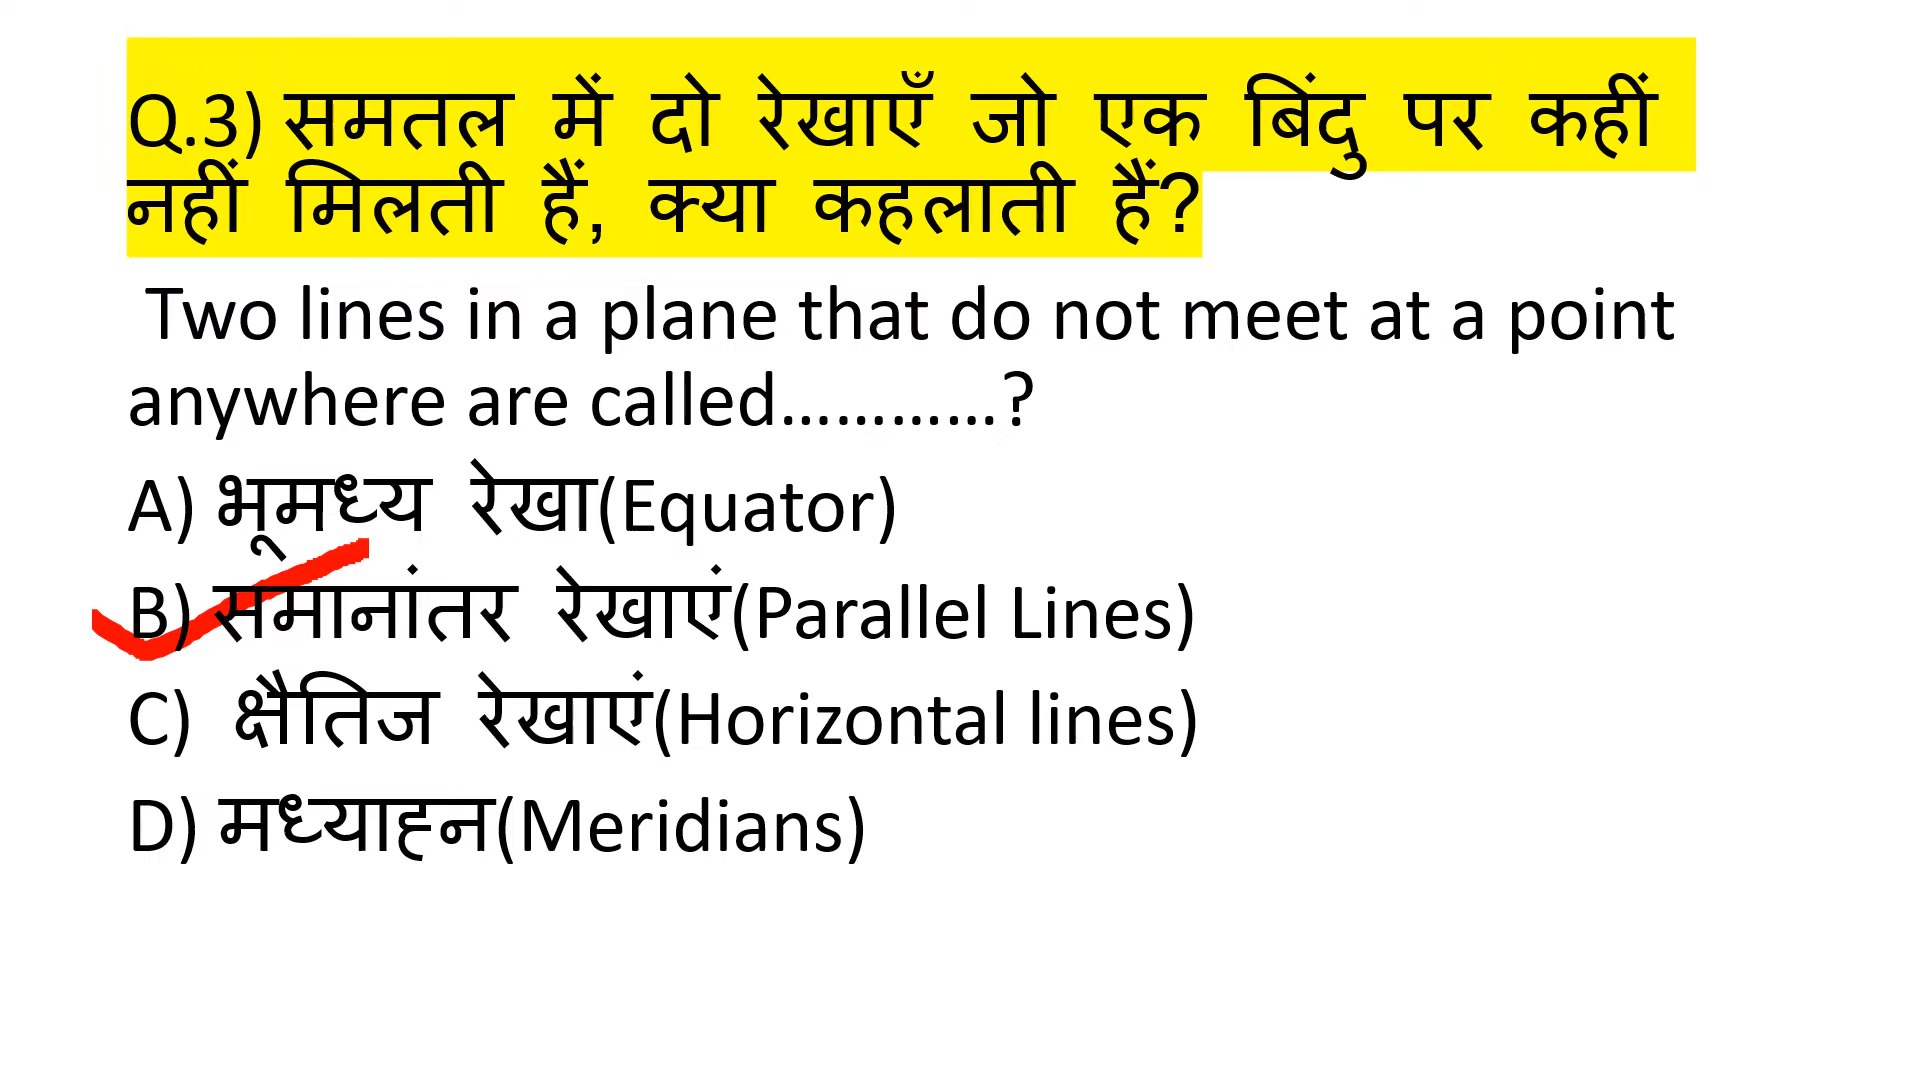 Q.3) समतल में दो रेखाएँ जो एक बिंदु पर कहीं
नहीं मिलती हैं, क्या कहलाती हैं?
Two lines in a plane that do not meet at a point
anywhere are called…………?
A) भूमध्य रेखा(Equator)
B) समानांतर रेखाएं(Parallel Lines)
C) क्षैतिज रेखाएं(Horizontal lines)
D) मध्याह्न(Meridians)